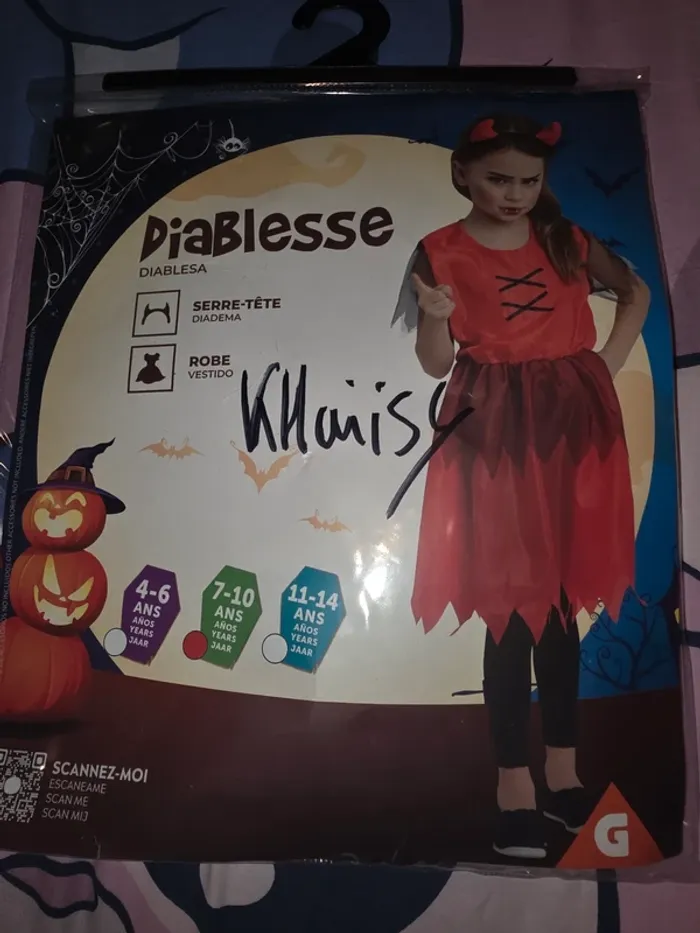 DiaBlesse
DIABLESA
SERRE-TÊTE
DIADEMA
ROBE
VESTIDO
KHaiisy
4-6
ANS
AÑOS
YEARS
JAAR
7-10
ANS
AÑOS
YEARS
JAAR
11-14
ANS
AÑOS
YEARS
JAAR
SCANNEZ-MOI
ESCANEAME
SCAN ME
SCAN MIJ
G